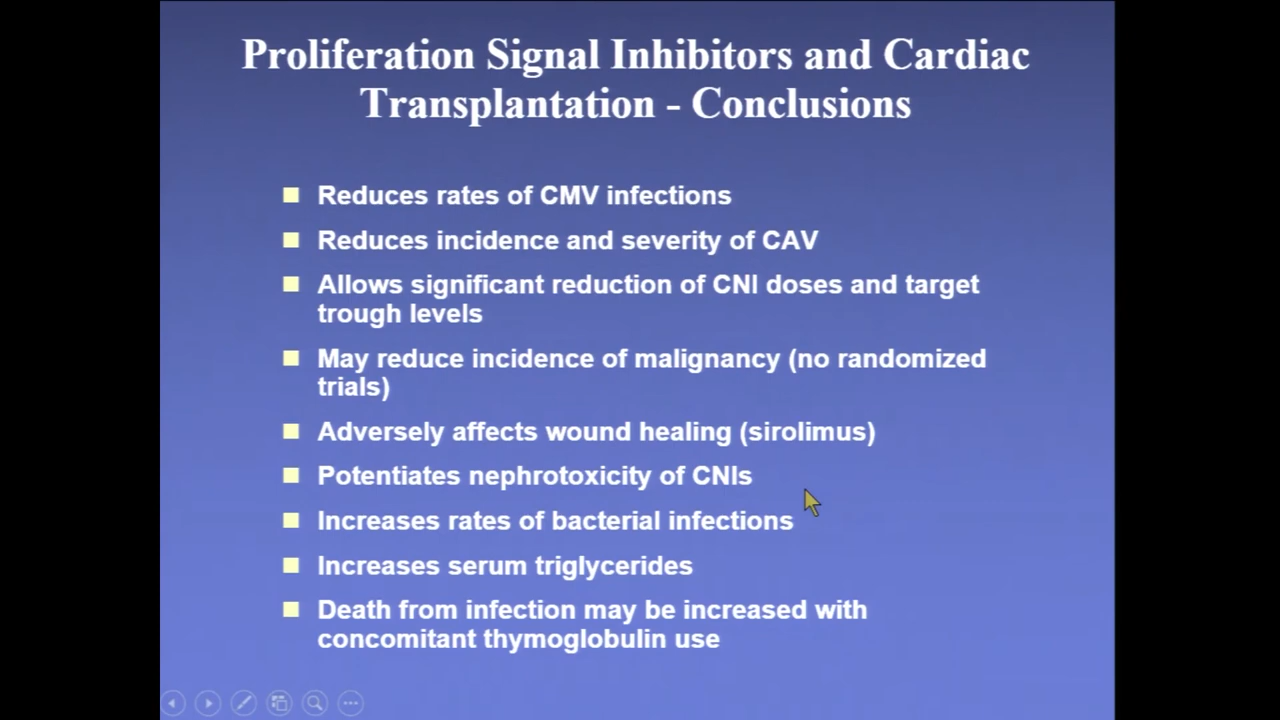 Proliferation Signal Inhibitors and Cardiac
Transplantation - Conclusions
Reduces rates of CMV infections
Reduces incidence and severity of CAV
Allows significant reduction of CNI doses and target
trough levels
May reduce incidence of malignancy (no randomized
trials)
Adversely affects wound healing (sirolimus)
Potentiates nephrotoxicity of CNIs
Increases rates of bacterial infections
Increases serum triglycerides
Death from infection may be increased with
concomitant thymoglobulin use